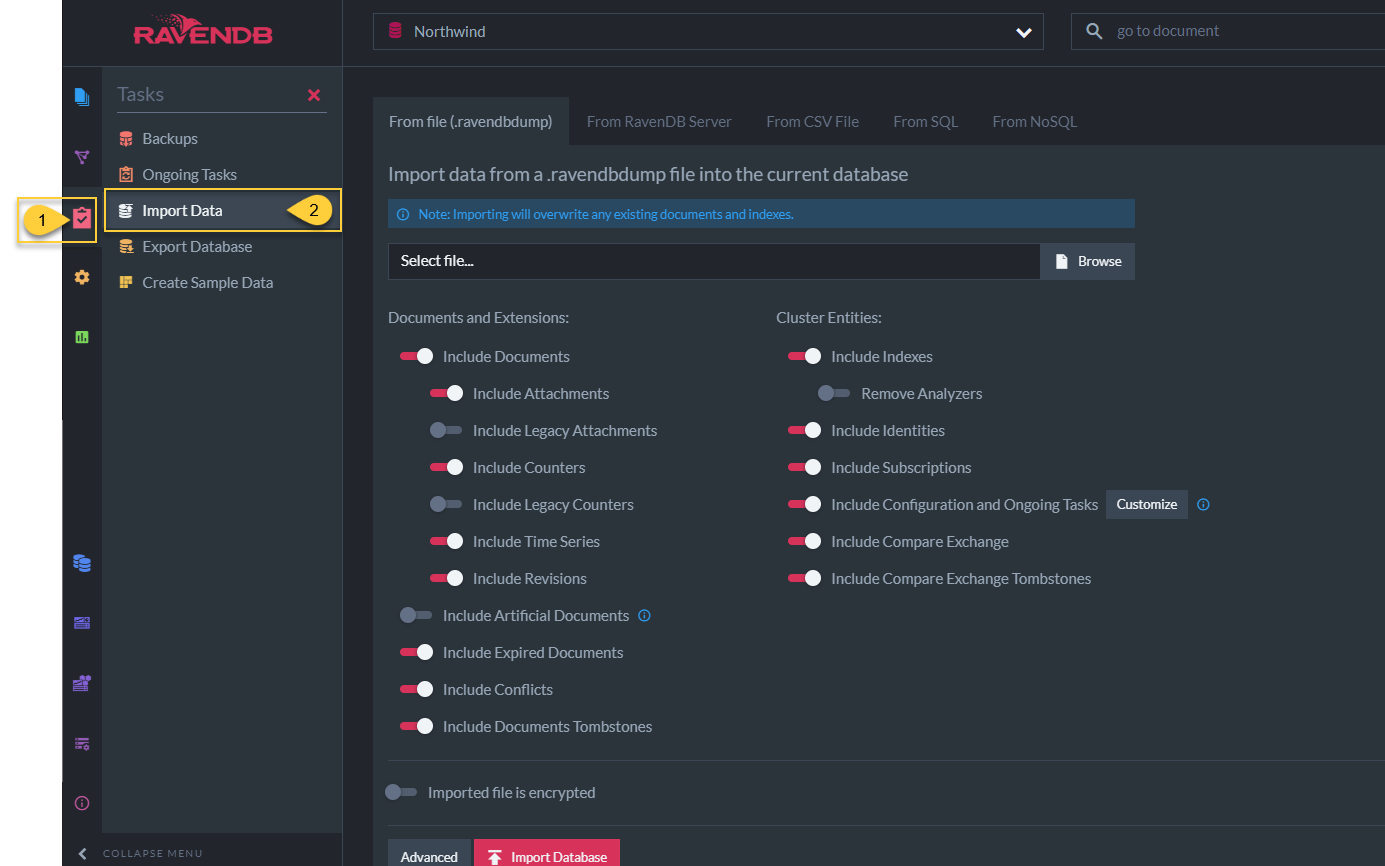 RAVENDB
Northwind
go to document
Tasks
Backups
Ongoing Tasks
1
Import Data
2
Export Database
Create Sample Data
COLLAPSE MENU
From file (.ravendbdump)
From RavenDB Server
From CSV File
From SQL
From NoSQL
Import data from a .ravendbdump file into the current database
Note: Importing will overwrite any existing documents and indexes.
Select file...
Browse
Documents and Extensions:
Include Documents
Include Attachments
Include Legacy Attachments
Include Counters
Include Legacy Counters
Include Time Series
Include Revisions
Include Artificial Documents
Include Expired Documents
Include Conflicts
Include Documents Tombstones
Cluster Entities:
Include Indexes
Remove Analyzers
Include Identities
Include Subscriptions
Include Configuration and Ongoing Tasks
Customize
Include Compare Exchange
Include Compare Exchange Tombstones
Imported file is encrypted
Advanced
Import Database